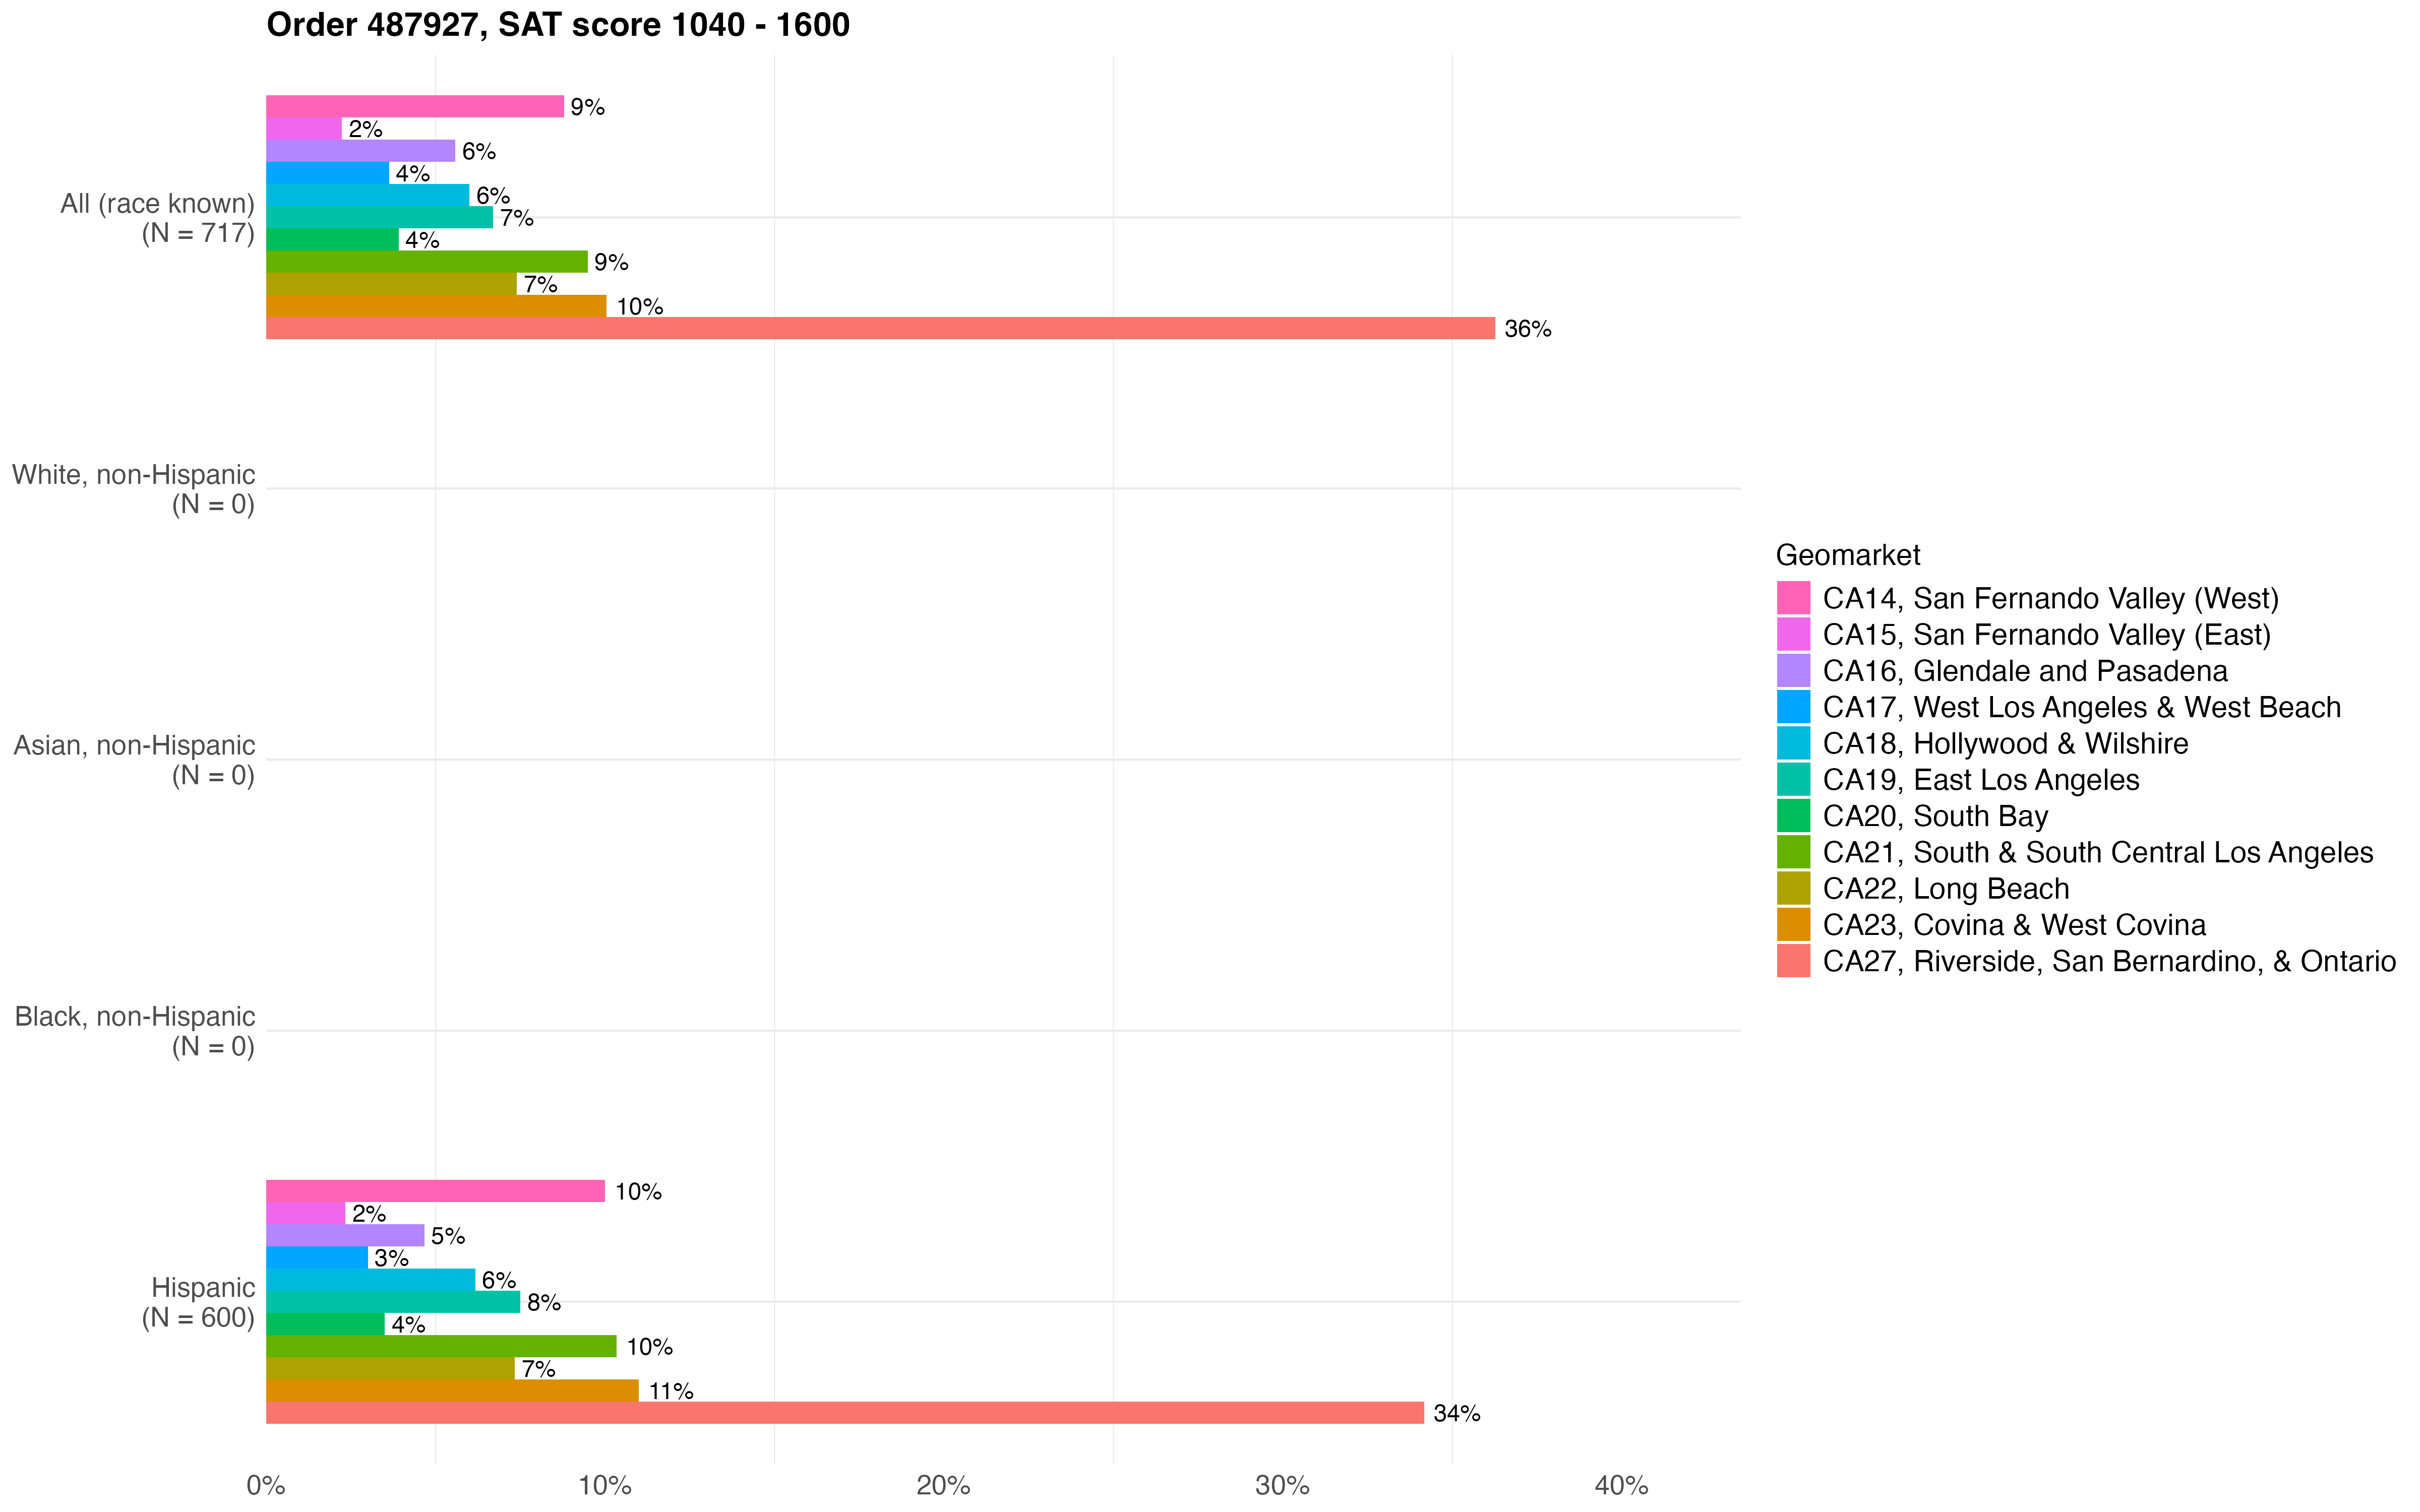 Order 487927, SAT score 1040 - 1600
All (race known)
(N = 717)
9%
2%
6%
4%
6%
7%
4%
9%
7%
10%
36%
White, non-Hispanic
(N = 0)
Asian, non-Hispanic
(N = 0)
Black, non-Hispanic
(N = 0)
Hispanic
(N = 600)
10%
2%
5%
3%
6%
8%
4%
10%
7%
11%
34%
0% 10% 20% 30% 40%
Geomarket
CA14, San Fernando Valley (West)
CA15, San Fernando Valley (East)
CA16, Glendale and Pasadena
CA17, West Los Angeles & West Beach
CA18, Hollywood & Wilshire
CA19, East Los Angeles
CA20, South Bay
CA21, South & South Central Los Angeles
CA22, Long Beach
CA23, Covina & West Covina
CA27, Riverside, San Bernardino, & Ontario